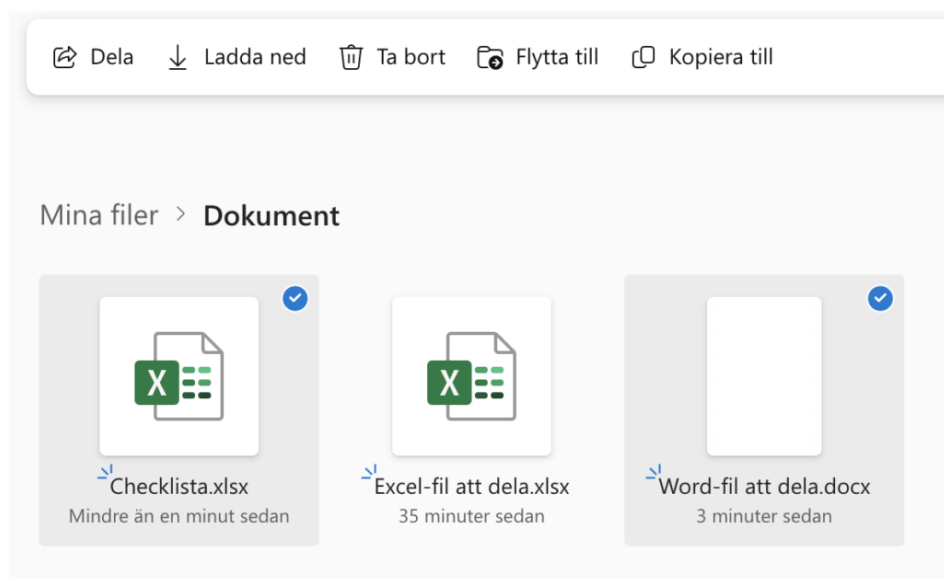 Dela Ladda ned Ta bort Flytta till Kopiera till
Mina filer > Dokument
X X
Checklista.xlsx Excel-fil att dela.xlsx Word-fil att dela.docx
Mindre än en minut sedan 35 minuter sedan 3 minuter sedan